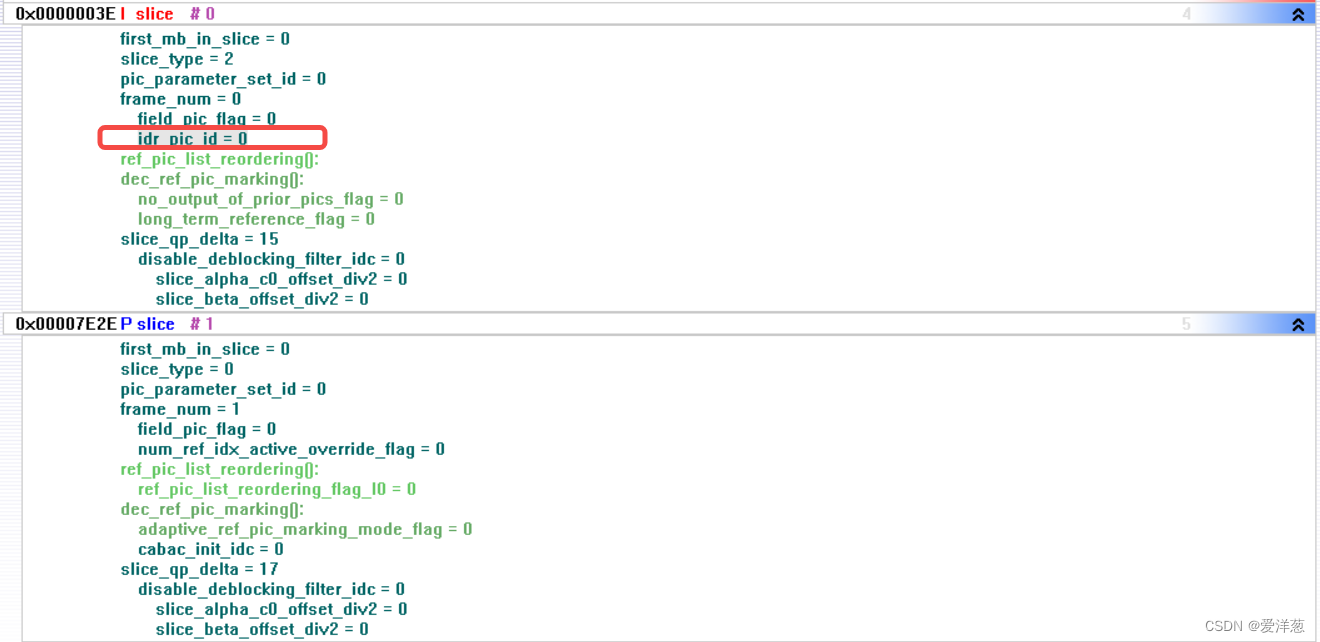 0x0000003E I slice # 0 4
first_mb_in_slice = 0
slice_type = 2
pic_parameter_set_id = 0
frame_num = 0
field_pic_flag = 0
idr_pic_id = 0
ref_pic_list_reordering():
dec_ref_pic_marking():
no_output_of_prior_pics_flag = 0
long_term_reference_flag = 0
slice_qp_delta = 15
disable_deblocking_filter_idc = 0
slice_alpha_c0_offset_div2 = 0
slice_beta_offset_div2 = 0
0x00007E2E P slice # 1 5
first_mb_in_slice = 0
slice_type = 0
pic_parameter_set_id = 0
frame_num = 1
field_pic_flag = 0
num_ref_idx_active_override_flag = 0
ref_pic_list_reordering():
ref_pic_list_reordering_flag_l0 = 0
dec_ref_pic_marking():
adaptive_ref_pic_marking_mode_flag = 0
cabac_init_idc = 0
slice_qp_delta = 17
disable_deblocking_filter_idc = 0
slice_alpha_c0_offset_div2 = 0
slice_beta_offset_div2 = 0
CSDN @爱洋葱